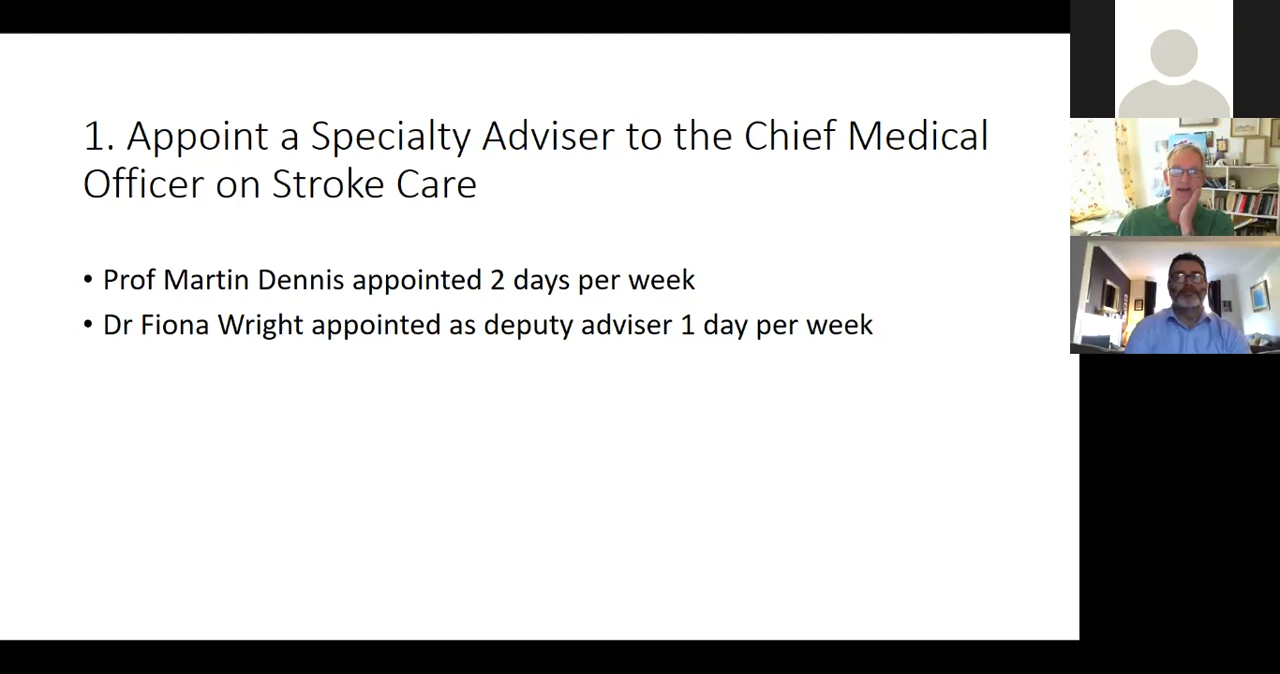 1. Appoint a Specialty Adviser to the Chief Medical
Officer on Stroke Care
• Prof Martin Dennis appointed 2 days per week
• Dr Fiona Wright appointed as deputy adviser 1 day per week